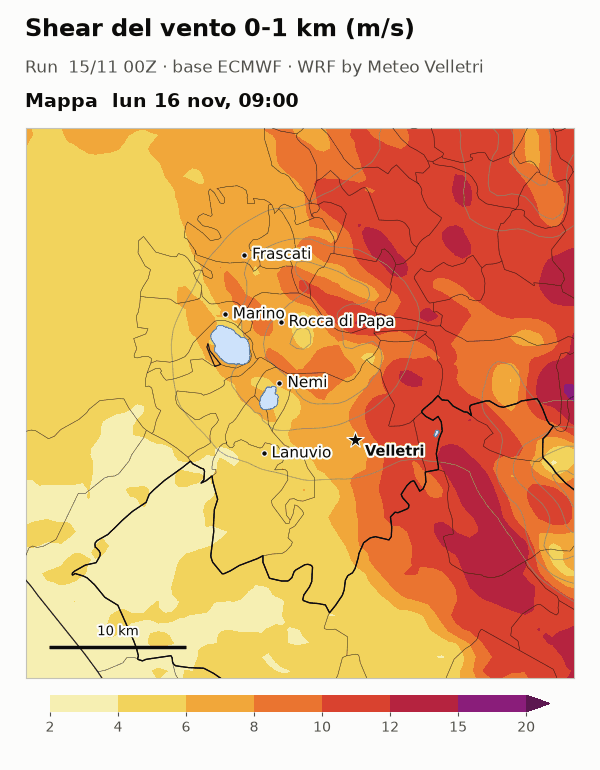 Shear del vento 0-1 km (m/s)
Run  15/11 00Z · base ECMWF · WRF by Meteo Velletri
Mappa  lun 16 nov, 09:00
Frascati
Marino
Rocca di Papa
Nemi
Velletri
Lanuvio
10 km
2 4 6 8 10 12 15 20